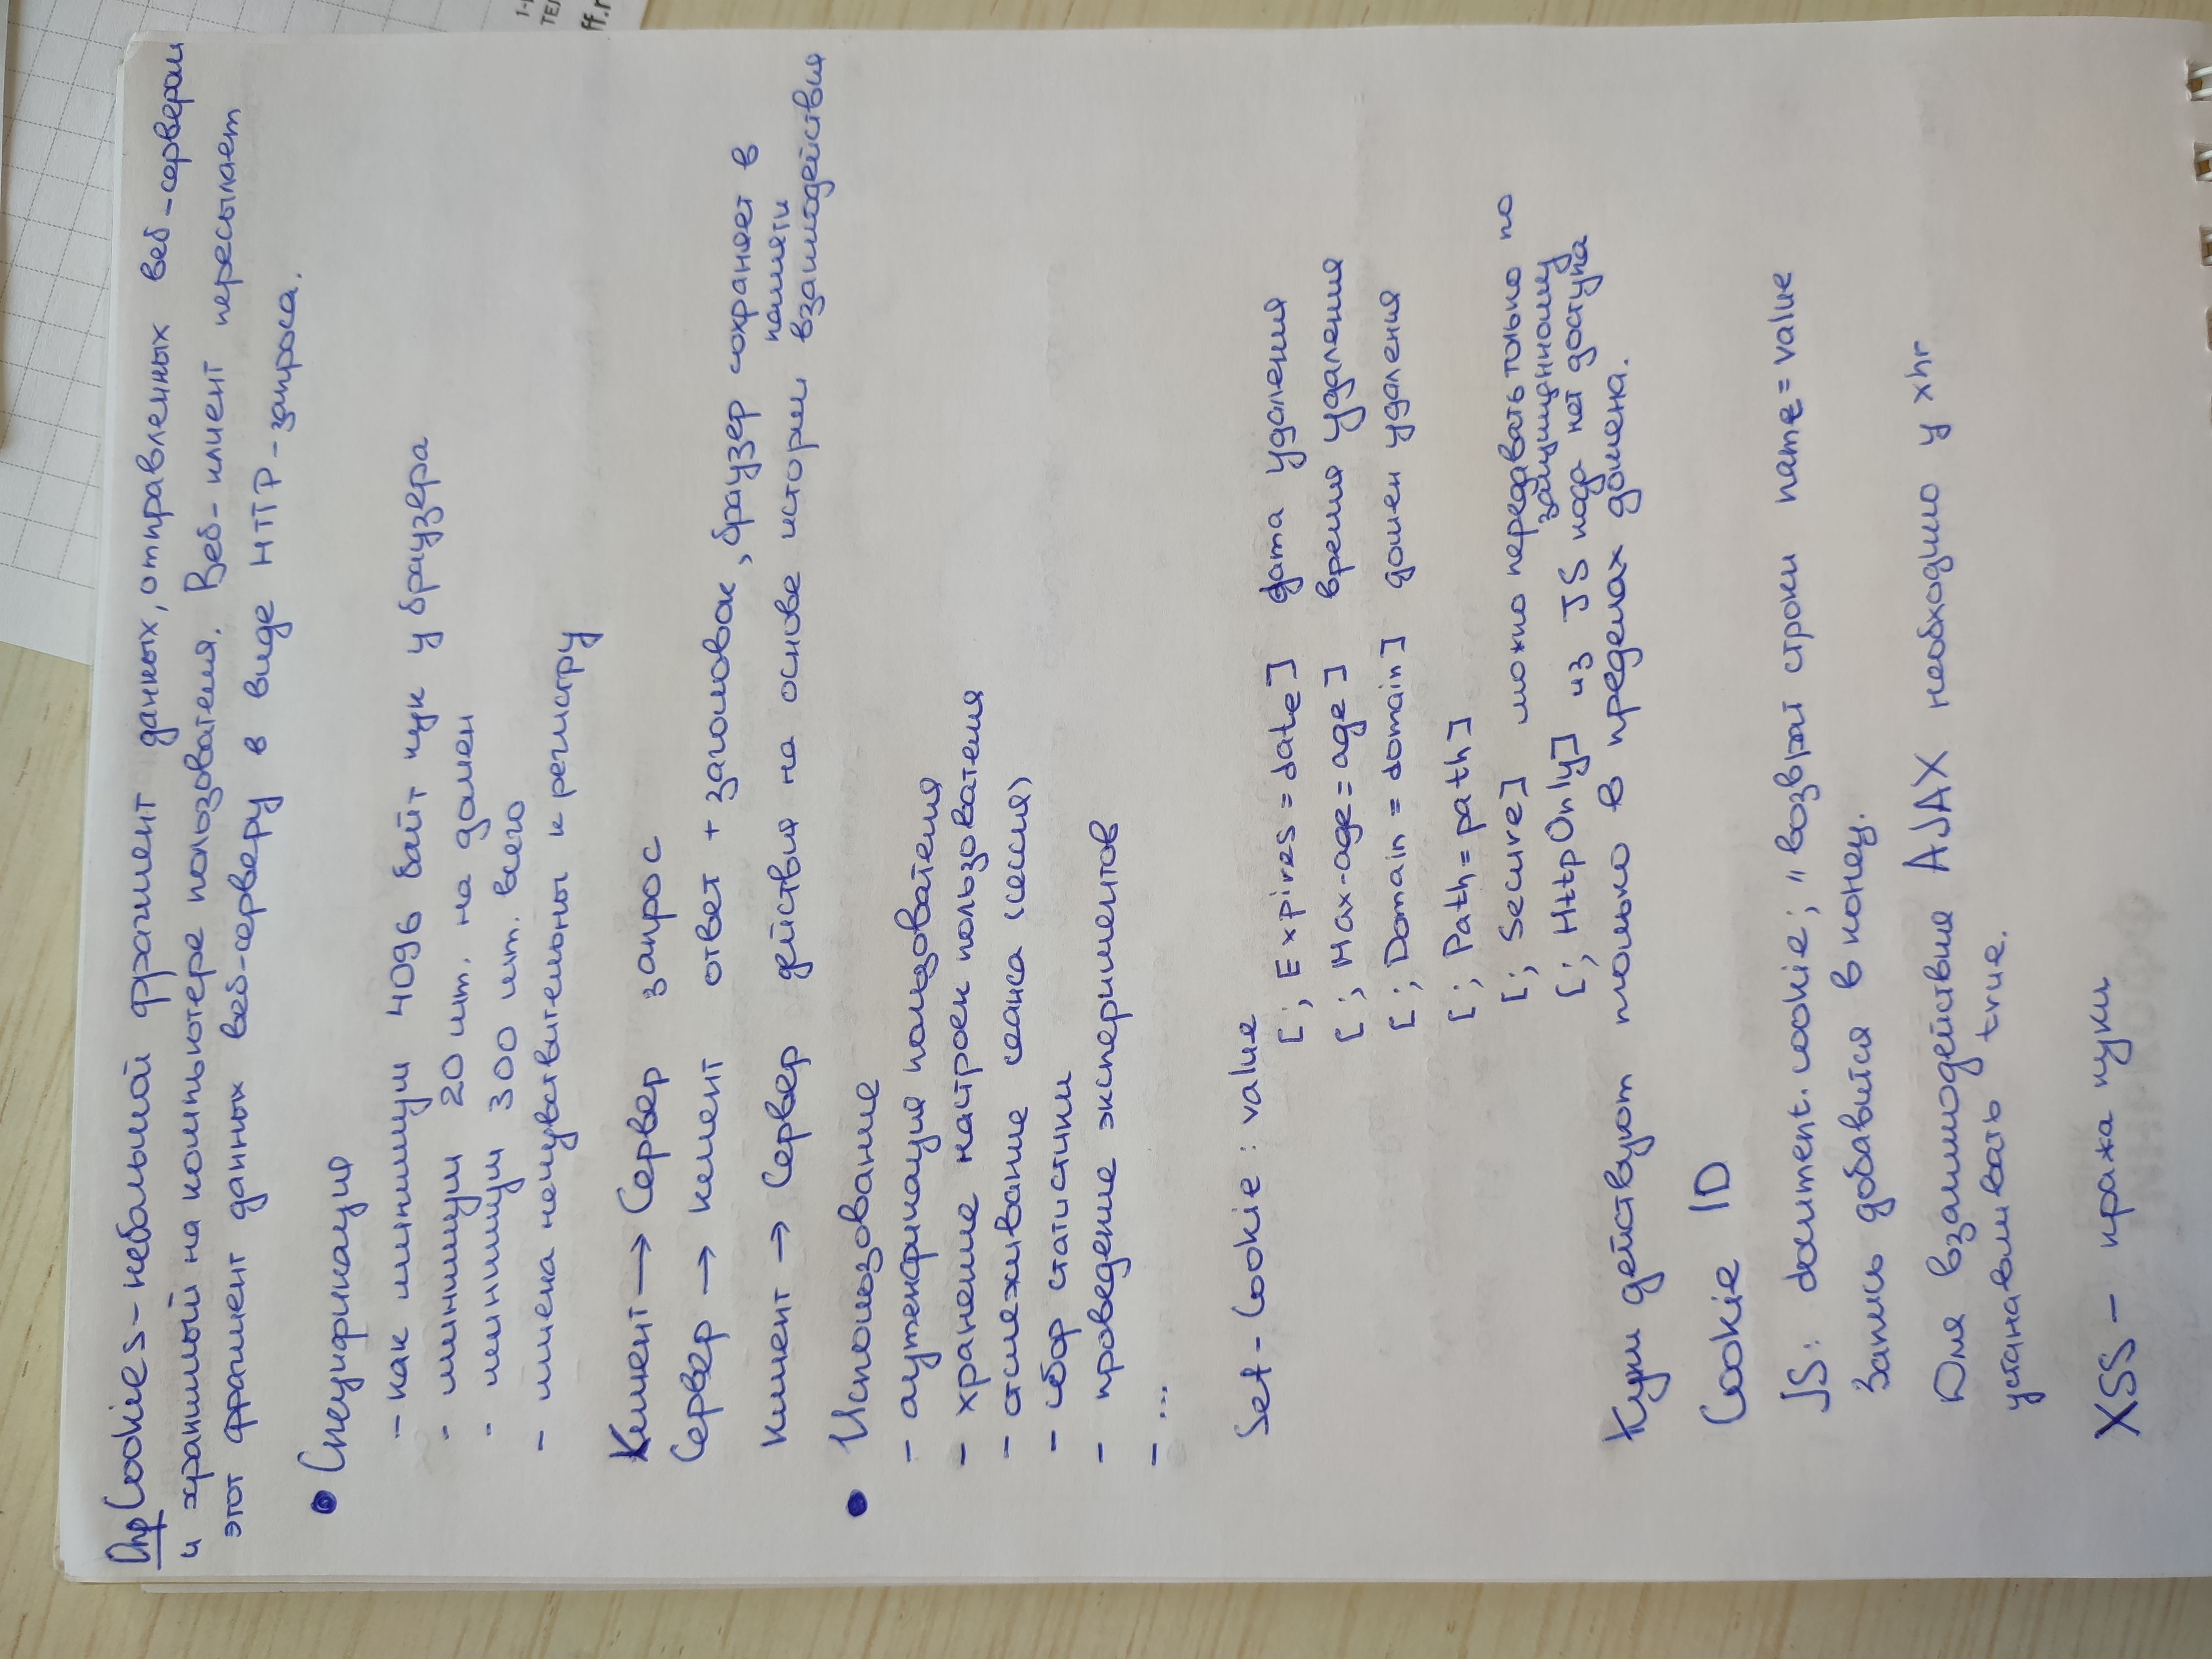 Опр Cookies – небольшой фрагмент данных, отправленных веб-сервером
и хранимый на компьютере пользователя. Веб-клиент пересылает
этот фрагмент данных веб-серверу в виде HTTP-запроса.
• Спецификация
– как минимум 4096 байт кук у браузера
- минимум 20 шт. на домен
- минимум 300 шт. всего
- имена нечувствительны к регистру
Клиент → Сервер запрос
Сервер → клиент ответ + заголовок, браузер сохраняет в
памяти
Клиент → Сервер действия на основе истории взаимодействия
• Использование
– аутенфикация пользователя
– хранение настроек пользователя
– отслеживание сеанса (сессия)
– сбор статистики
– проведение экспериментов
– ...
Set-Cookie: value
[; Expires = date] дата удаления
[; Max-age = age] время удаления
[; Domain = domain] домен удаления
[; Path = path]
[; Secure] можно передавать только по
защищенному
[; HttpOnly] из JS кода нет доступа
Куки действуют только в пределах домена.
Cookie ID
JS: document.cookie; // возврат строки name = value
Запись добавится в конец.
Для взаимодействия AJAX необходимо у xhr
устанавливать true.
XSS – кража куки
1-
ТЕЛ
ff.r